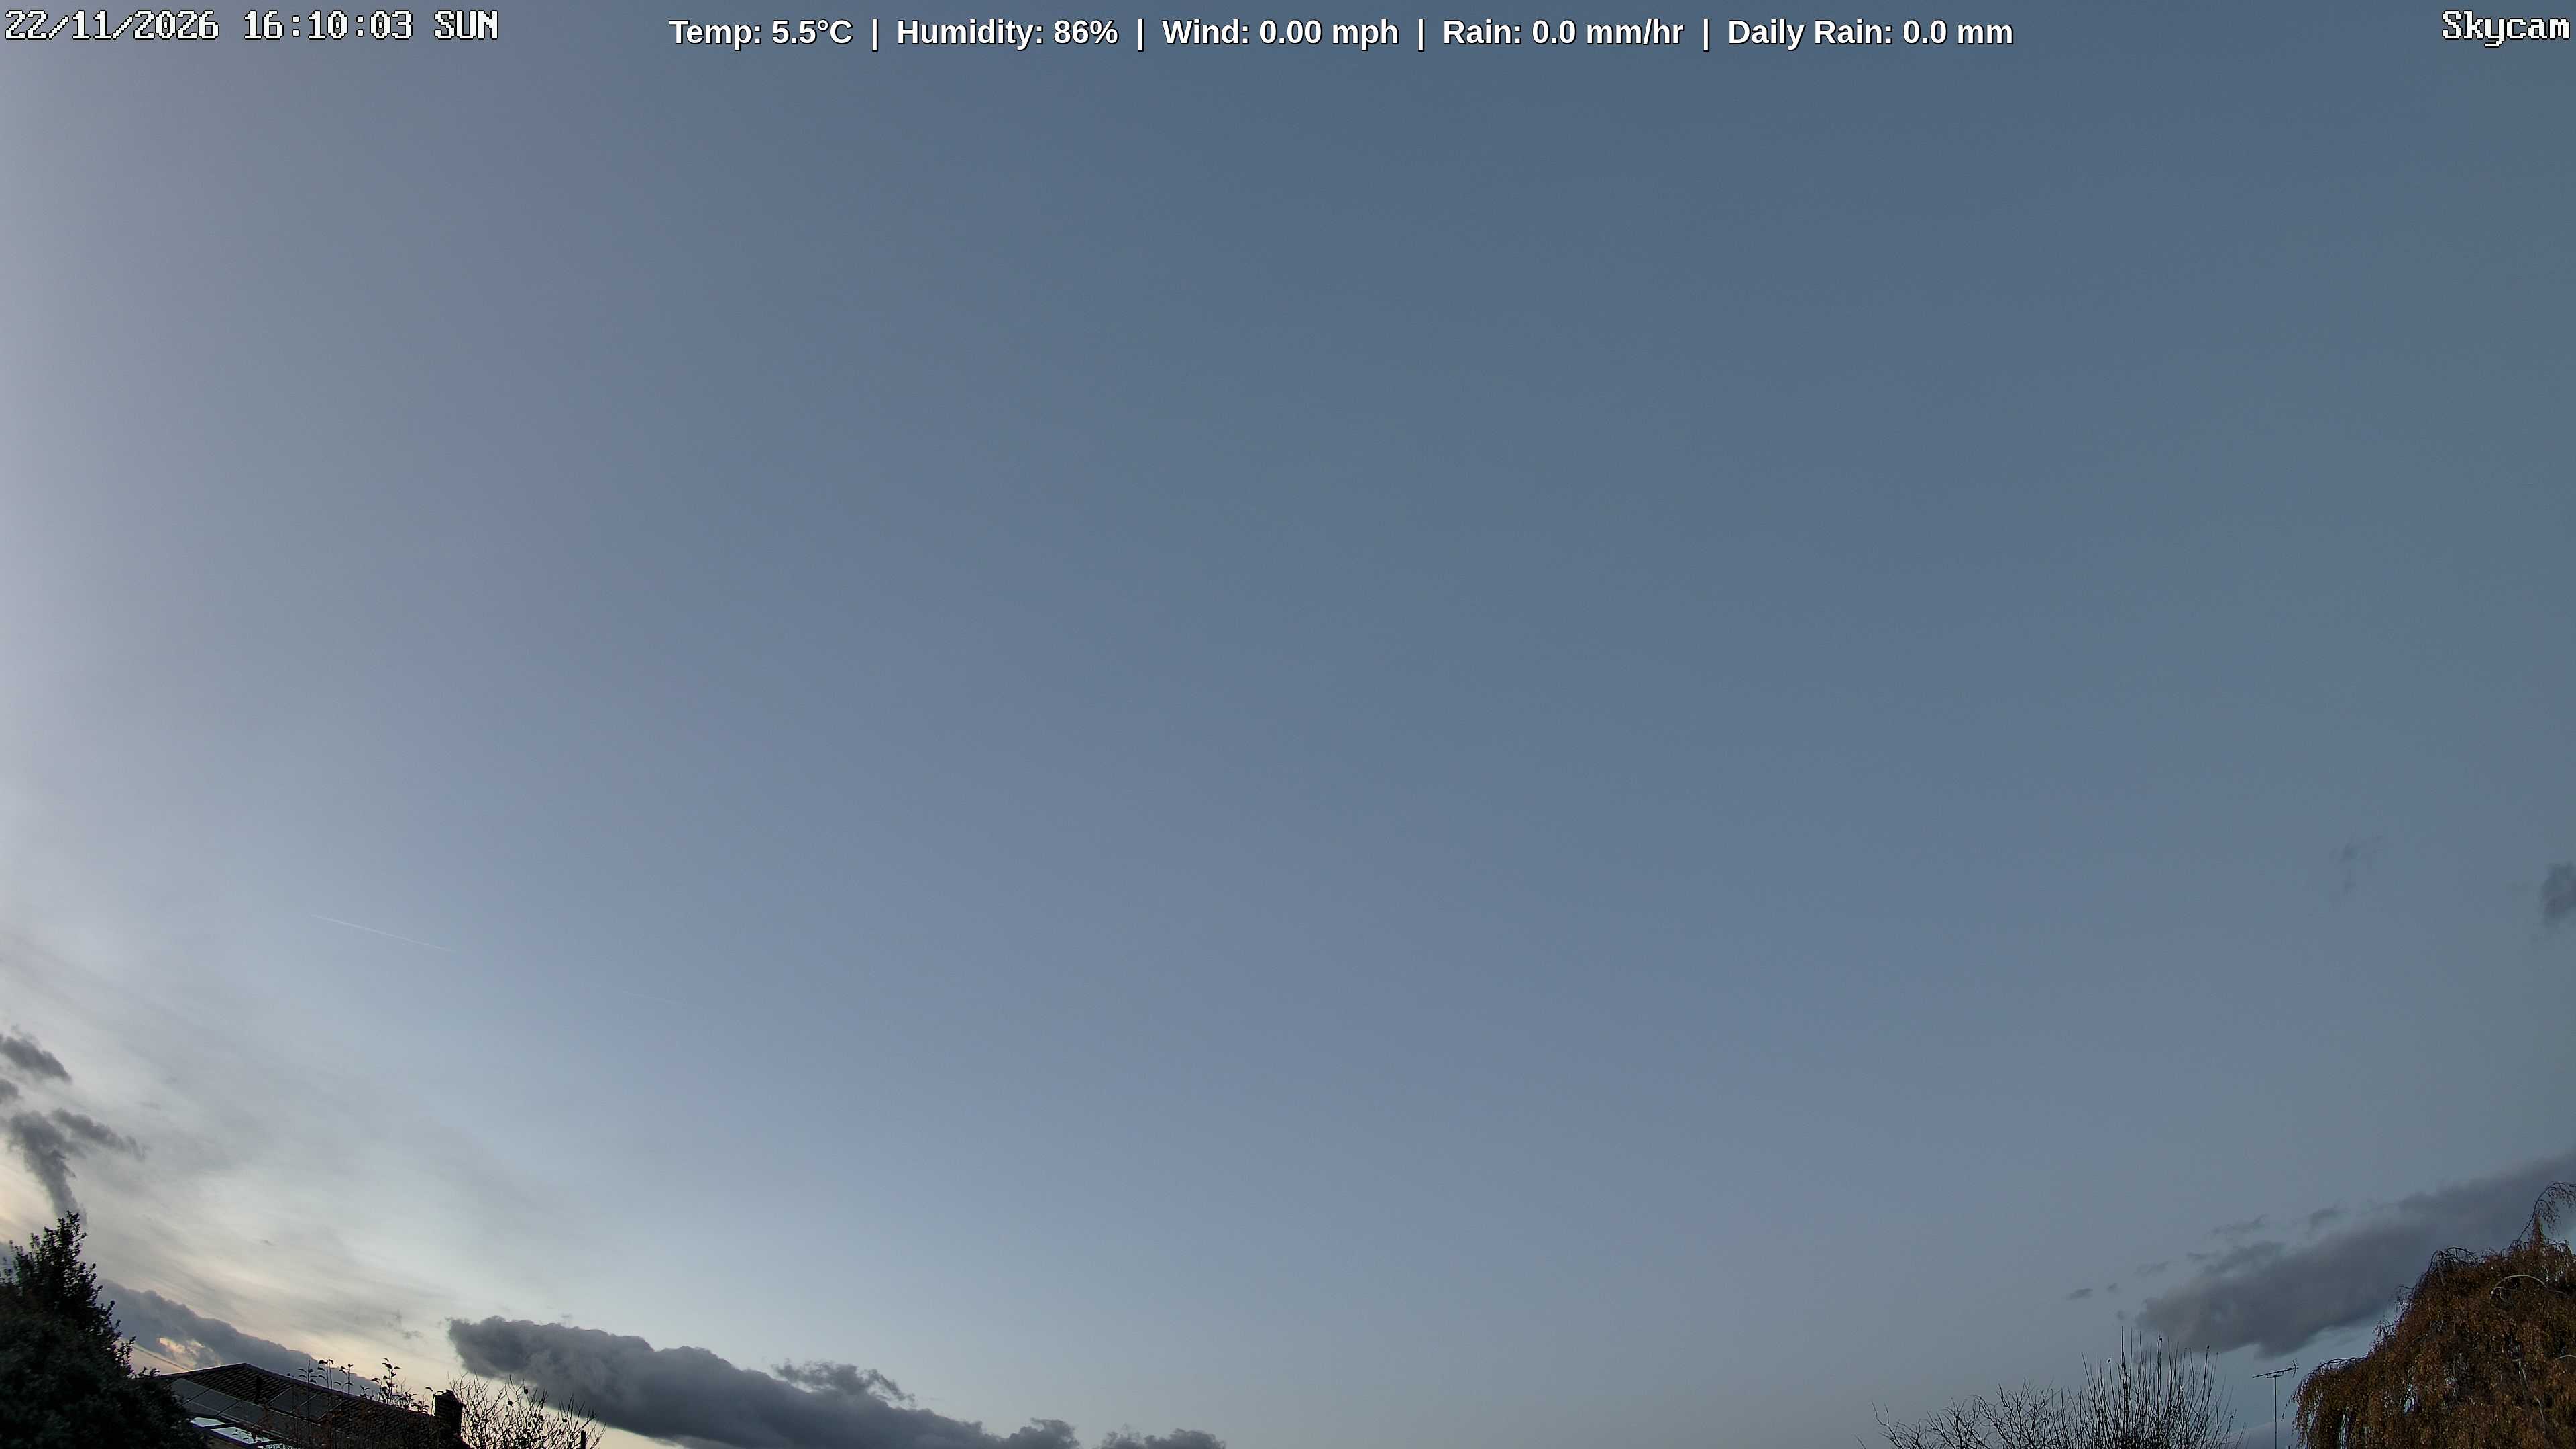 22/11/2026 16:10:03 SUN
Temp: 5.5°C | Humidity: 86% | Wind: 0.00 mph | Rain: 0.0 mm/hr | Daily Rain: 0.0 mm
Skycam